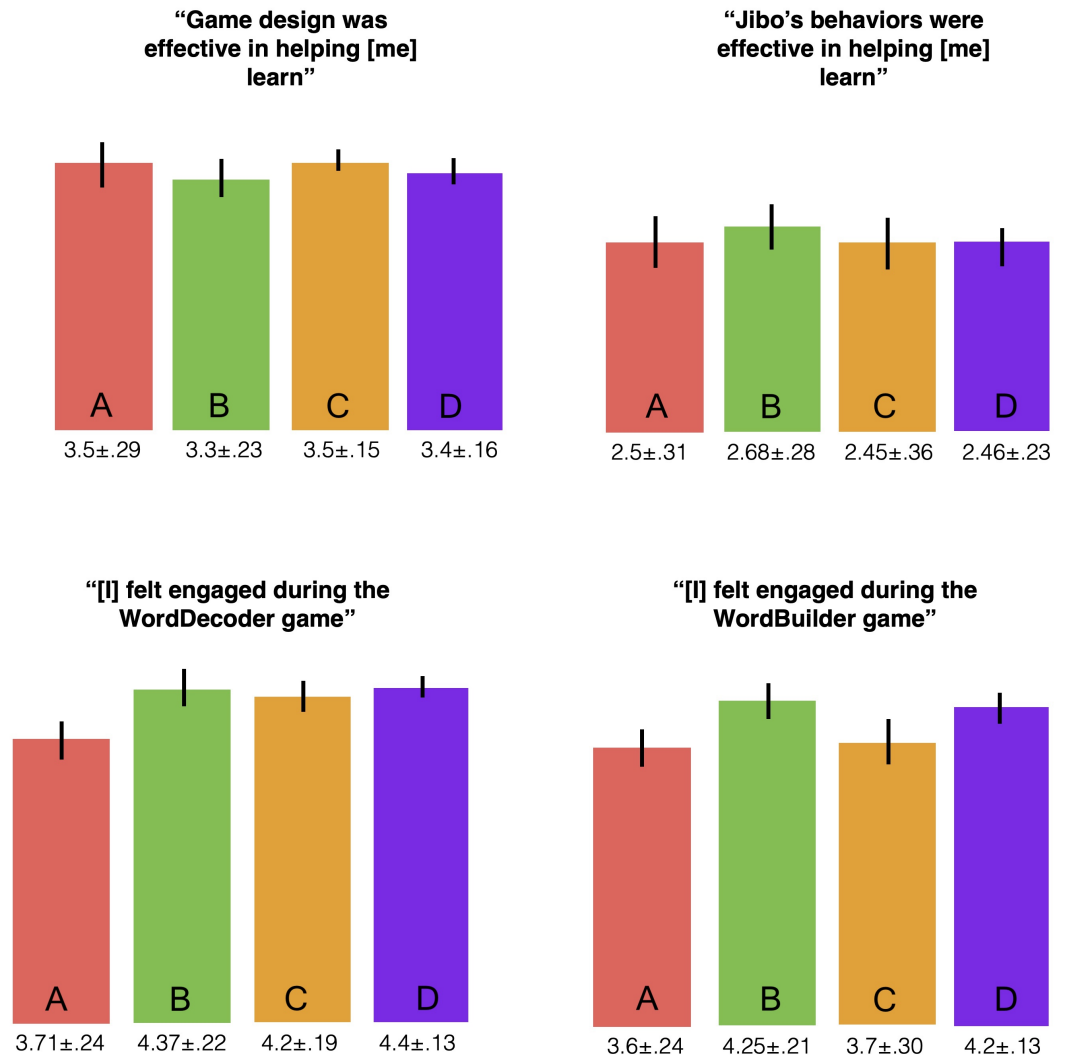 “Game design was
effective in helping [me]
learn”
A B C D
3.5±.29 3.3±.23 3.5±.15 3.4±.16
“Jibo’s behaviors were
effective in helping [me]
learn”
A B C D
2.5±.31 2.68±.28 2.45±.36 2.46±.23
“[I] felt engaged during the
WordDecoder game”
A B C D
3.71±.24 4.37±.22 4.2±.19 4.4±.13
“[I] felt engaged during the
WordBuilder game”
A B C D
3.6±.24 4.25±.21 3.7±.30 4.2±.13